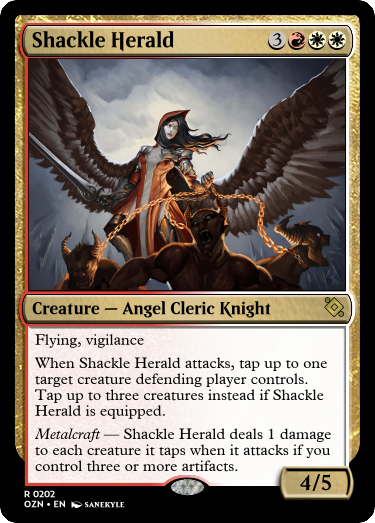 Shackle Herald 3
Creature — Angel Cleric Knight
Flying, vigilance
When Shackle Herald attacks, tap up to one
target creature defending player controls.
Tap up to three creatures instead if Shackle
Herald is equipped.
Metalcraft — Shackle Herald deals 1 damage
to each creature it taps when it attacks if you
control three or more artifacts.
4/5
R 0202
OZN • EN SANEKYLE